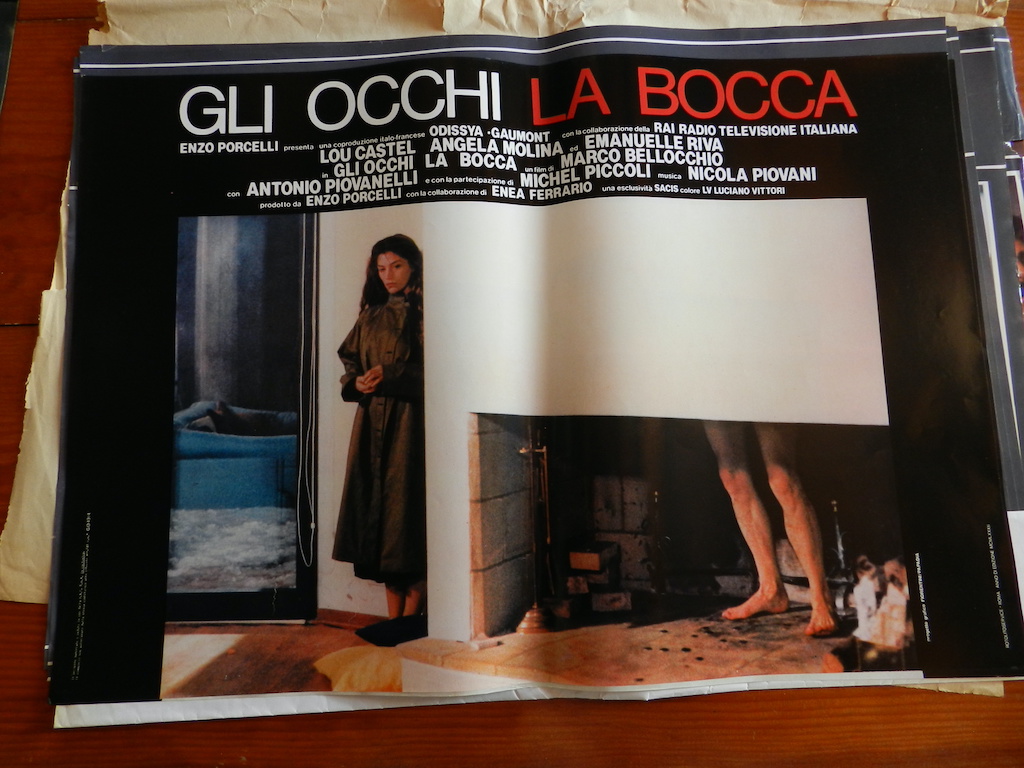 GLI OCCHI LA BOCCA
ENZO PORCELLI presenta una coproduzione italo-francese ODISSYA · GAUMONT con la collaborazione della RAI RADIO TELEVISIONE ITALIANA
LOU CASTEL ANGELA MOLINA ed EMANUELLE RIVA
in GLI OCCHI LA BOCCA un film di MARCO BELLOCCHIO
con ANTONIO PIOVANELLI e con la partecipazione di MICHEL PICCOLI musica NICOLA PIOVANI
prodotto da ENZO PORCELLI con la collaborazione di ENEA FERRARIO una esclusività SACIS colore LV LUCIANO VITTORI